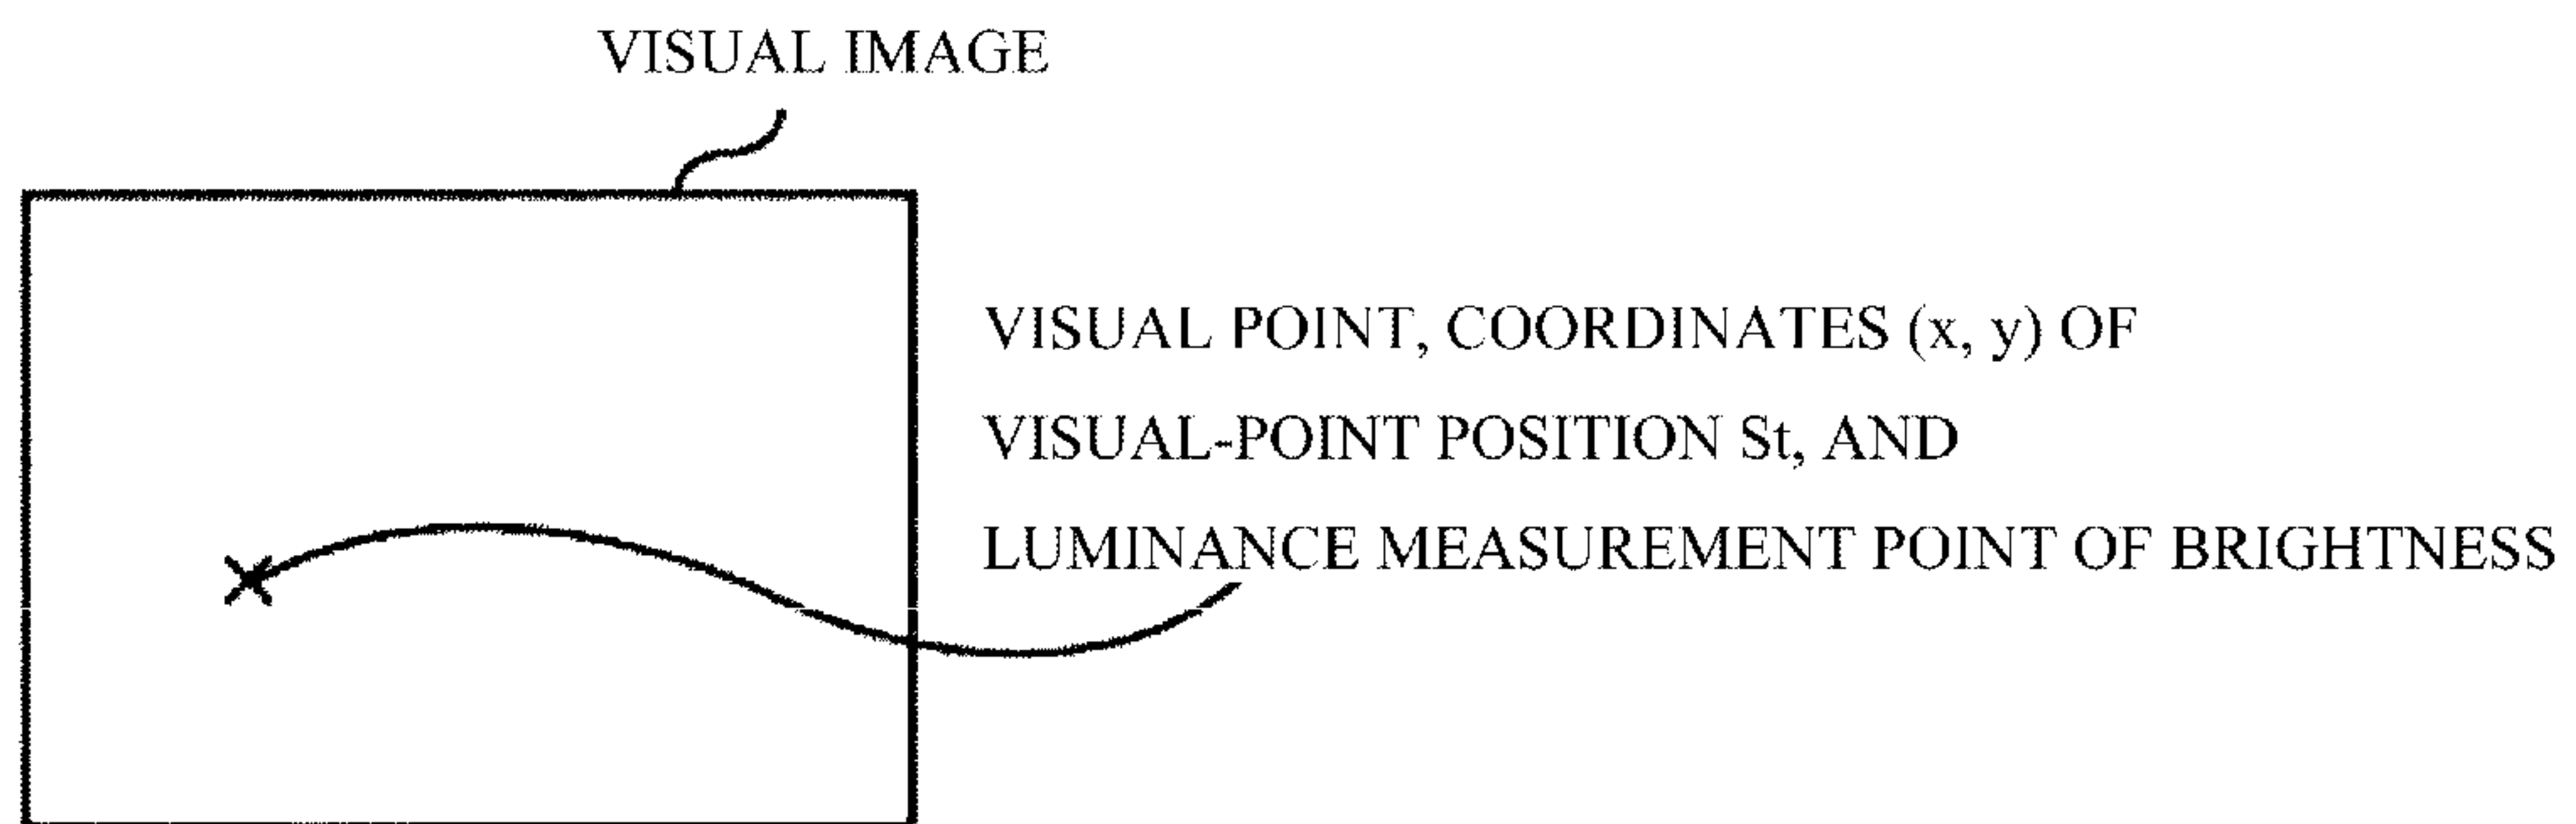 VISUAL IMAGE
VISUAL POINT, COORDINATES (x, y) OF
VISUAL-POINT POSITION St, AND
LUMINANCE MEASUREMENT POINT OF BRIGHTNESS